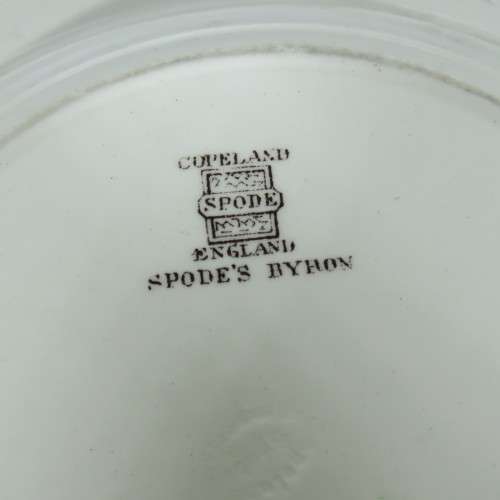 COPELAND
SPODE
ENGLAND
SPODE'S BYRON